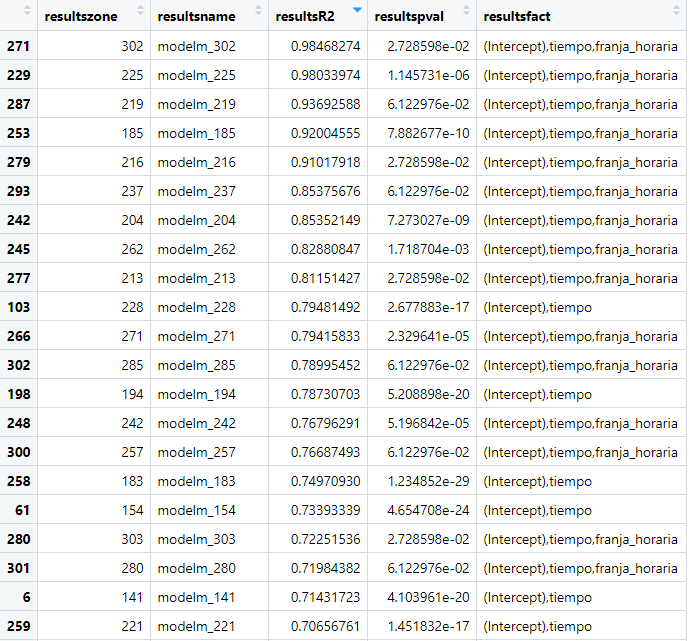 resultszone resultsname resultsR2 resultspval resultsfact
271 302 modelm_302 0.98468274 2.728598e-02 (Intercept),tiempo,franja_horaria
229 225 modelm_225 0.98033974 1.145731e-06 (Intercept),tiempo,franja_horaria
287 219 modelm_219 0.93692588 6.122976e-02 (Intercept),tiempo,franja_horaria
253 185 modelm_185 0.92004555 7.882677e-10 (Intercept),tiempo,franja_horaria
279 216 modelm_216 0.91017918 2.728598e-02 (Intercept),tiempo,franja_horaria
293 237 modelm_237 0.85375676 6.122976e-02 (Intercept),tiempo,franja_horaria
242 204 modelm_204 0.85352149 7.273027e-09 (Intercept),tiempo,franja_horaria
245 262 modelm_262 0.82880847 1.718704e-03 (Intercept),tiempo,franja_horaria
277 213 modelm_213 0.81151427 2.728598e-02 (Intercept),tiempo,franja_horaria
103 228 modelm_228 0.79481492 2.677883e-17 (Intercept),tiempo
266 271 modelm_271 0.79415833 2.329641e-05 (Intercept),tiempo,franja_horaria
302 285 modelm_285 0.78995452 6.122976e-02 (Intercept),tiempo,franja_horaria
198 194 modelm_194 0.78730703 5.208898e-20 (Intercept),tiempo
248 242 modelm_242 0.76796291 5.196842e-05 (Intercept),tiempo,franja_horaria
300 257 modelm_257 0.76687493 6.122976e-02 (Intercept),tiempo,franja_horaria
258 183 modelm_183 0.74970930 1.234852e-29 (Intercept),tiempo
61 154 modelm_154 0.73393339 4.654708e-24 (Intercept),tiempo
280 303 modelm_303 0.72251536 2.728598e-02 (Intercept),tiempo,franja_horaria
301 280 modelm_280 0.71984382 6.122976e-02 (Intercept),tiempo,franja_horaria
6 141 modelm_141 0.71431723 4.103961e-20 (Intercept),tiempo
259 221 modelm_221 0.70656761 1.451832e-17 (Intercept),tiempo